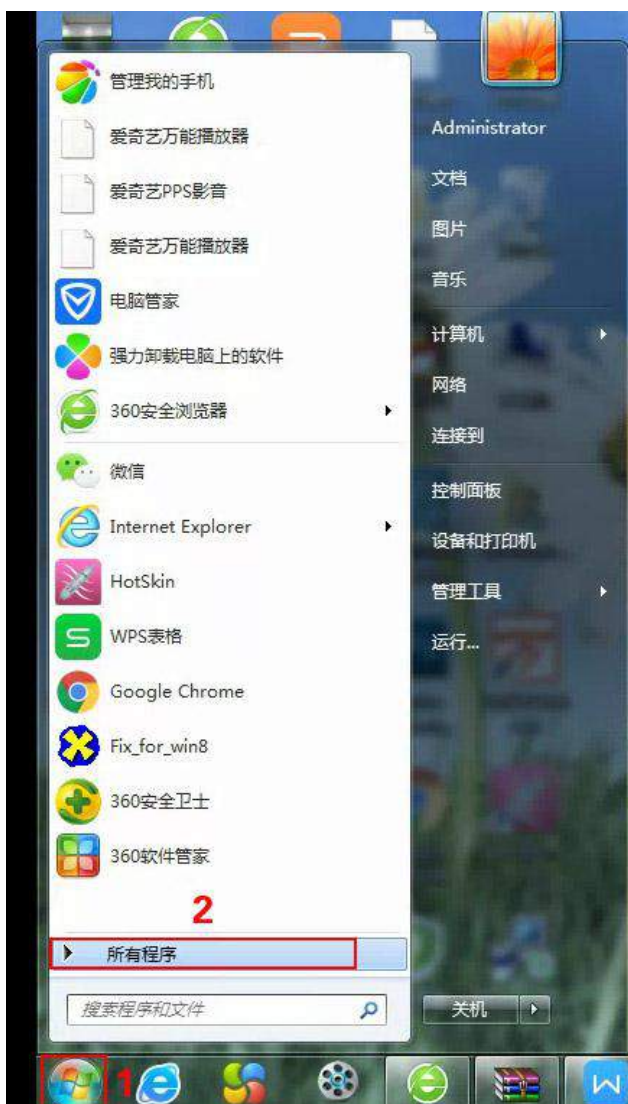 管理我的手机
爱奇艺万能播放器
爱奇艺PPS影音
爱奇艺万能播放器
电脑管家
强力卸载电脑上的软件
360安全浏览器
微信
Internet Explorer
HotSkin
WPS表格
Google Chrome
Fix_for_win8
360安全卫士
360软件管家
2
所有程序
搜索程序和文件
Administrator
文档
图片
音乐
计算机
网络
连接到
控制面板
设备和打印机
管理工具
运行...
关机
1